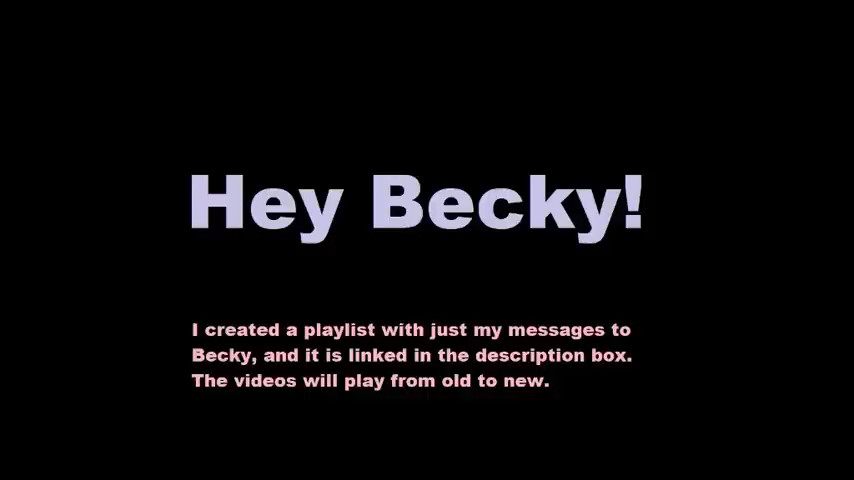 Hey Becky!
I created a playlist with just my messages to
Becky, and it is linked in the description box.
The videos will play from old to new.